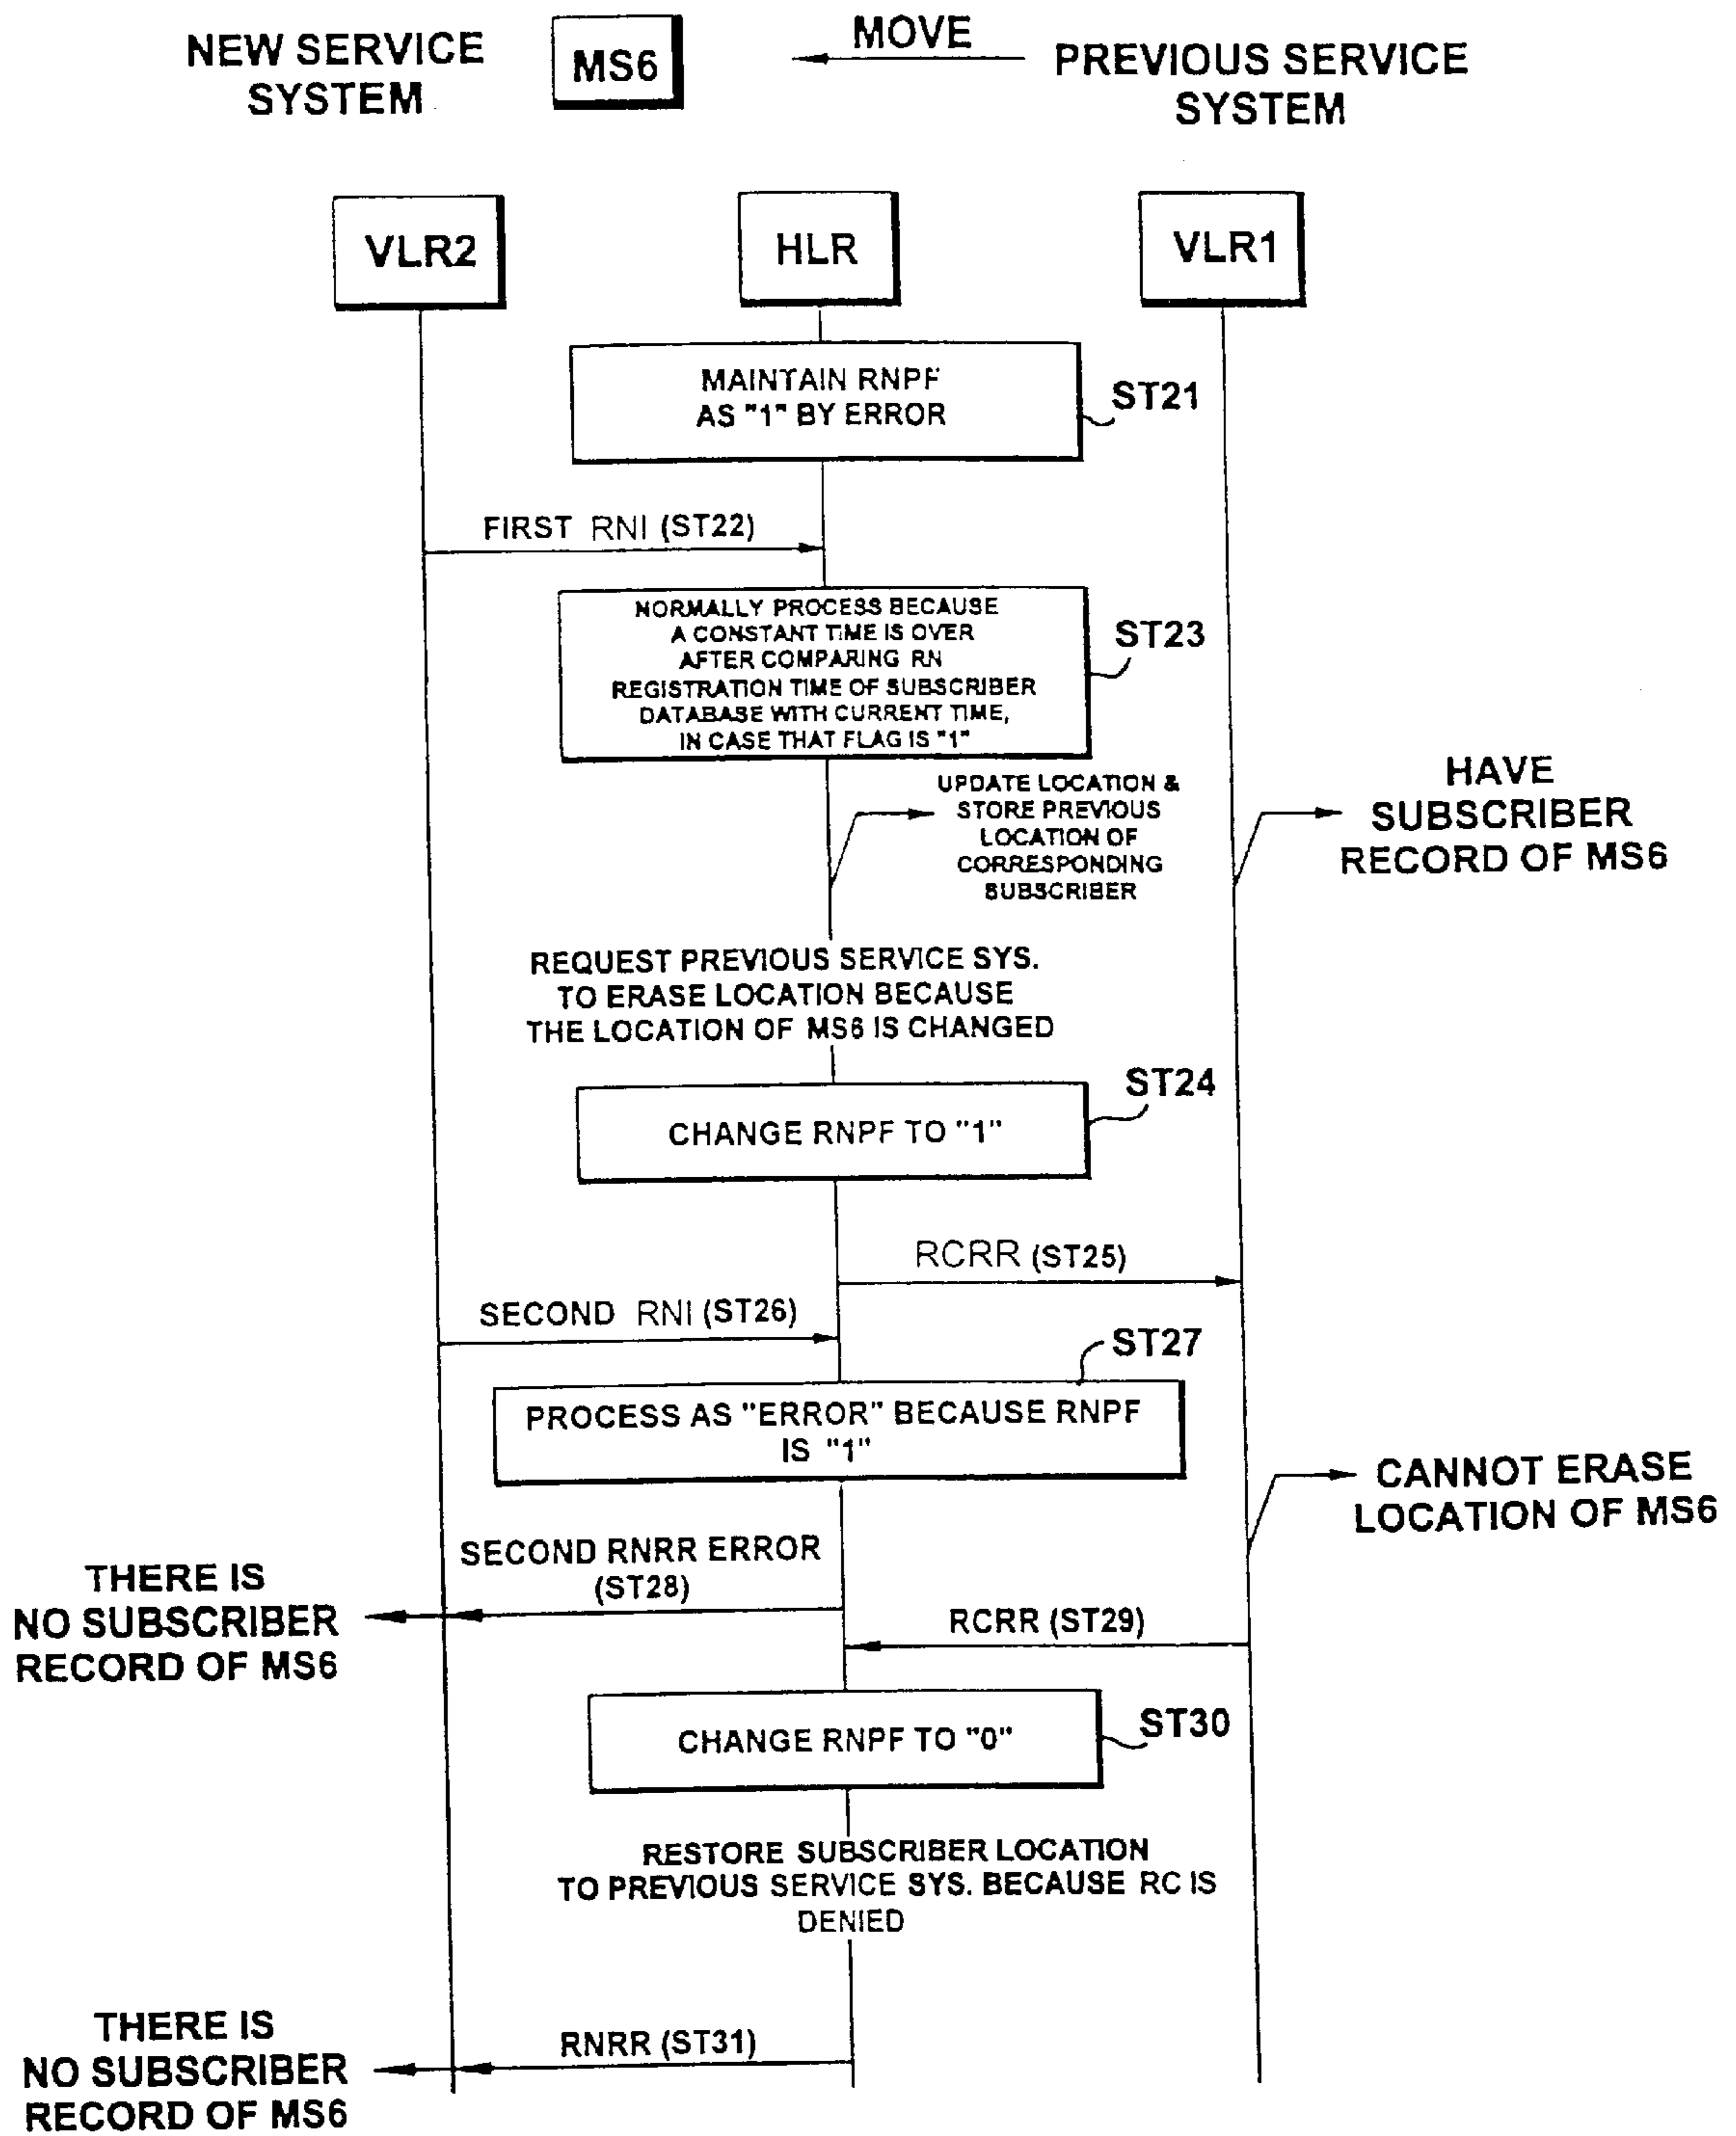 NEW SERVICE
SYSTEM
MS6
MOVE
PREVIOUS SERVICE
SYSTEM
VLR2
HLR
VLR1
MAINTAIN RNPF
AS "1" BY ERROR
ST21
FIRST RNI (ST22)
NORMALLY PROCESS BECAUSE
A CONSTANT TIME IS OVER
AFTER COMPARING RN
REGISTRATION TIME OF SUBSCRIBER
DATABASE WITH CURRENT TIME,
IN CASE THAT FLAG IS "1"
ST23
UPDATE LOCATION &
STORE PREVIOUS
LOCATION OF
CORRESPONDING
SUBSCRIBER
HAVE
SUBSCRIBER
RECORD OF MS6
REQUEST PREVIOUS SERVICE SYS.
TO ERASE LOCATION BECAUSE
THE LOCATION OF MS6 IS CHANGED
ST24
CHANGE RNPF TO "1"
RCRR (ST25)
SECOND RNI (ST26)
ST27
PROCESS AS "ERROR" BECAUSE RNPF
IS "1"
CANNOT ERASE
LOCATION OF MS6
SECOND RNRR ERROR
(ST28)
THERE IS
NO SUBSCRIBER
RECORD OF MS6
RCRR (ST29)
CHANGE RNPF TO "0"
ST30
RESTORE SUBSCRIBER LOCATION
TO PREVIOUS SERVICE SYS. BECAUSE RC IS
DENIED
THERE IS
NO SUBSCRIBER
RECORD OF MS6
RNRR (ST31)